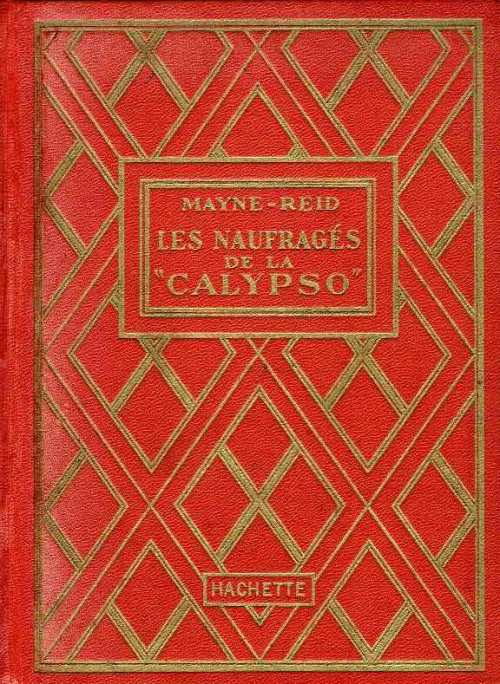 MAYNE-REID
LES NAUFRAGÉS
DE LA
"CALYPSO"
HACHETTE